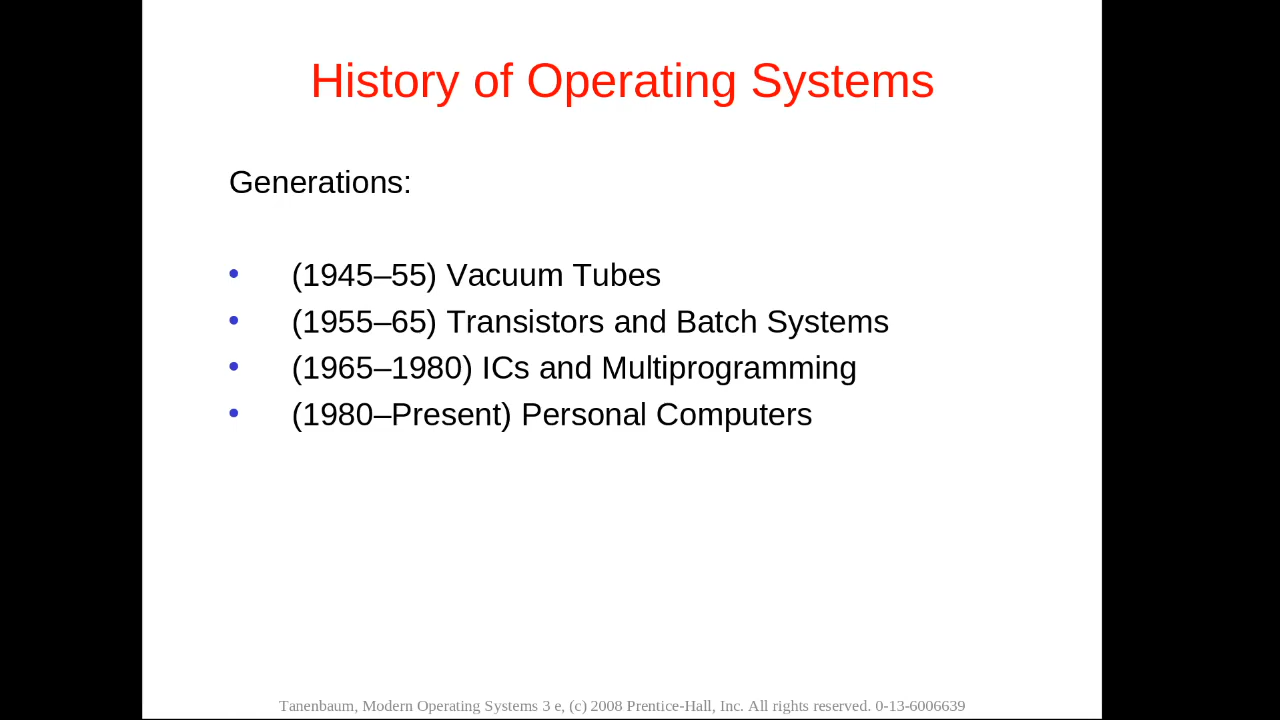 History of Operating Systems
Generations:
• (1945–55) Vacuum Tubes
• (1955–65) Transistors and Batch Systems
• (1965–1980) ICs and Multiprogramming
• (1980–Present) Personal Computers
Tanenbaum, Modern Operating Systems 3 e, (c) 2008 Prentice-Hall, Inc. All rights reserved. 0-13-6006639